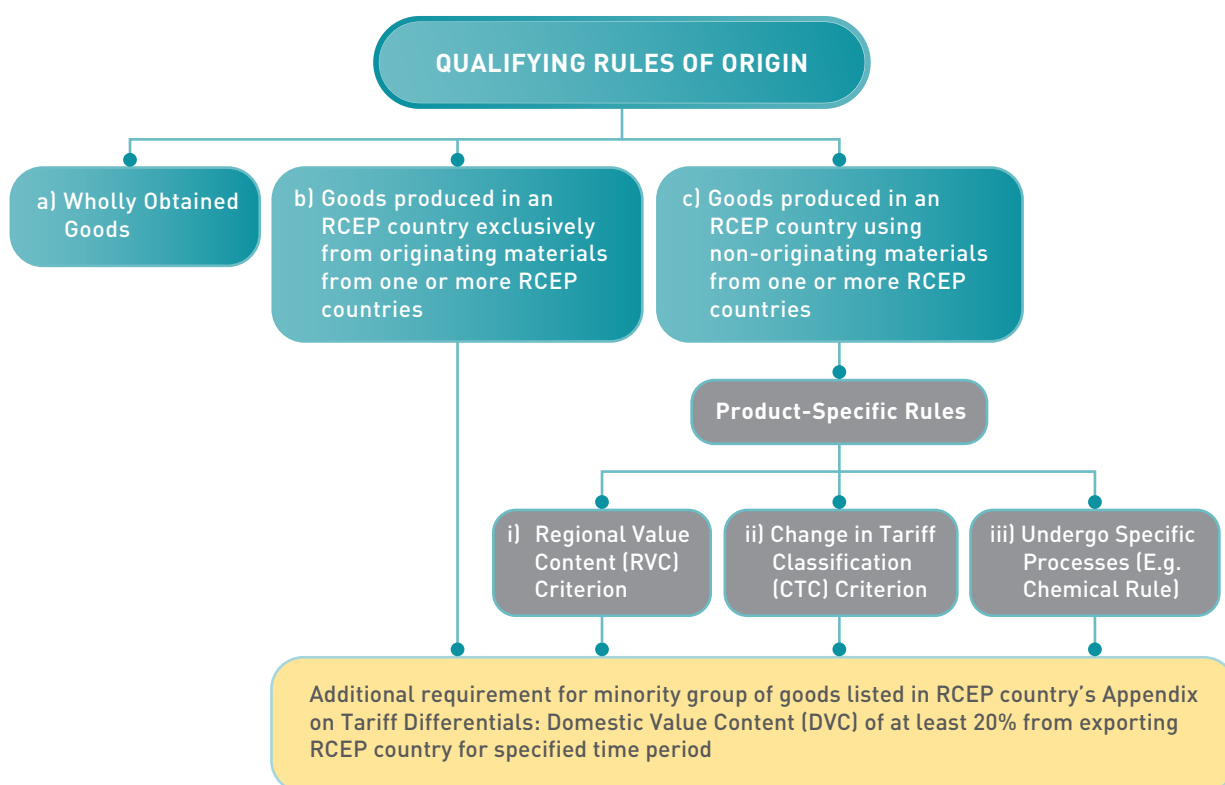 QUALIFYING RULES OF ORIGIN
a) Wholly Obtained
Goods
b) Goods produced in an
RCEP country exclusively
from originating materials
from one or more RCEP
countries
c) Goods produced in an
RCEP country using
non-originating materials
from one or more RCEP
countries
Product-Specific Rules
i) Regional Value
Content (RVC)
Criterion
ii) Change in Tariff
Classification
(CTC) Criterion
iii) Undergo Specific
Processes (E.g.
Chemical Rule)
Additional requirement for minority group of goods listed in RCEP country’s Appendix
on Tariff Differentials: Domestic Value Content (DVC) of at least 20% from exporting
RCEP country for specified time period